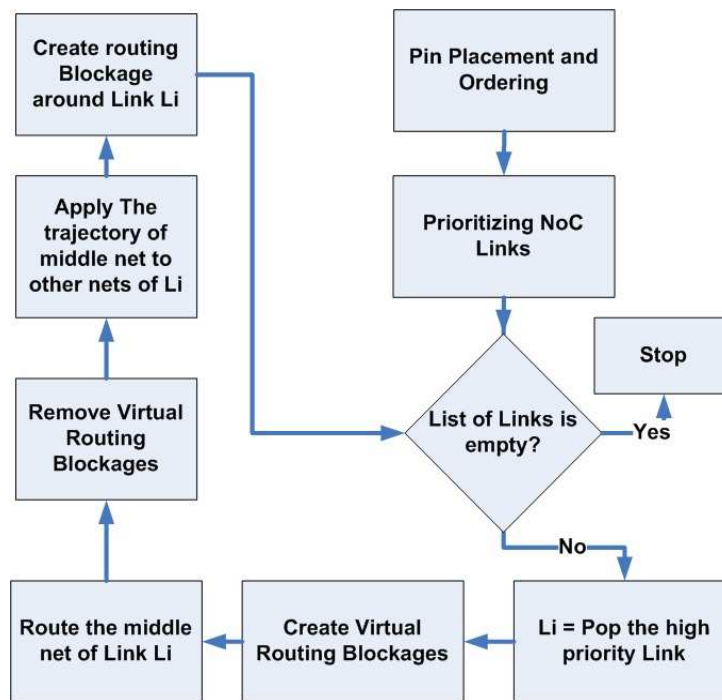 Pin Placement and
Ordering
Prioritizing NoC
Links
List of Links is
empty?
Yes
Stop
No
Li = Pop the high
priority Link
Create Virtual
Routing Blockages
Route the middle
net of Link Li
Remove Virtual
Routing
Blockages
Apply The
trajectory of
middle net to
other nets of Li
Create routing
Blockage
around Link Li